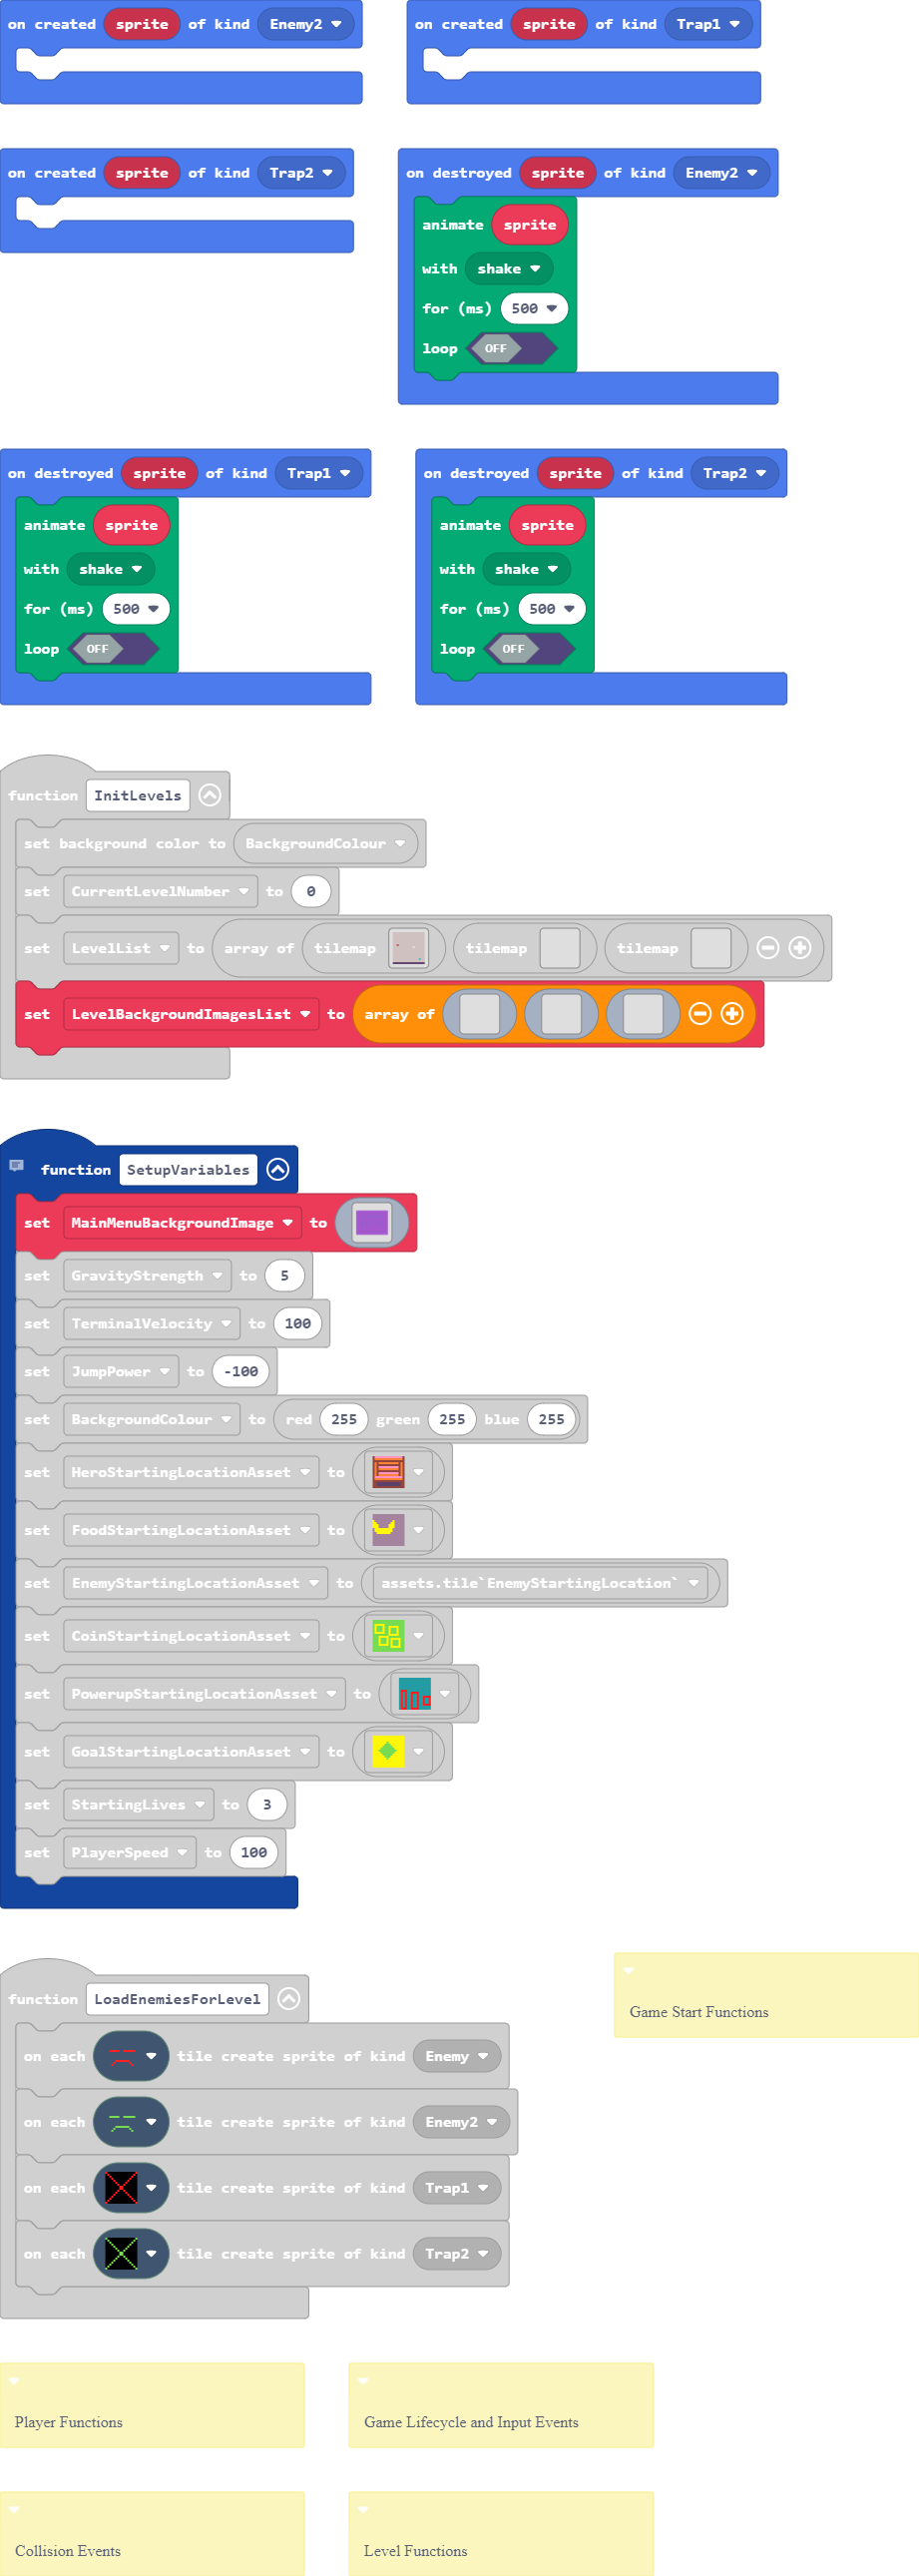 on created sprite of kind Enemy2
on created sprite of kind Trap1
on created sprite of kind Trap2
on destroyed sprite of kind Enemy2
animate sprite
with shake
for (ms) 500
loop OFF
on destroyed sprite of kind Trap1
animate sprite
with shake
for (ms) 500
loop OFF
on destroyed sprite of kind Trap2
animate sprite
with shake
for (ms) 500
loop OFF
function InitLevels
set background color to BackgroundColour
set CurrentLevelNumber to 0
set LevelList to array of tilemap tilemap tilemap
set LevelBackgroundImagesList to array of
function SetupVariables
set MainMenuBackgroundImage to
set GravityStrength to 5
set TerminalVelocity to 100
set JumpPower to -100
set BackgroundColour to red 255 green 255 blue 255
set HeroStartingLocationAsset to
set FoodStartingLocationAsset to
set EnemyStartingLocationAsset to assets.tile`EnemyStartingLocation`
set CoinStartingLocationAsset to
set PowerupStartingLocationAsset to
set GoalStartingLocationAsset to
set StartingLives to 3
set PlayerSpeed to 100
function LoadEnemiesForLevel
on each tile create sprite of kind Enemy
on each tile create sprite of kind Enemy2
on each tile create sprite of kind Trap1
on each tile create sprite of kind Trap2
Game Start Functions
Player Functions
Game Lifecycle and Input Events
Collision Events
Level Functions